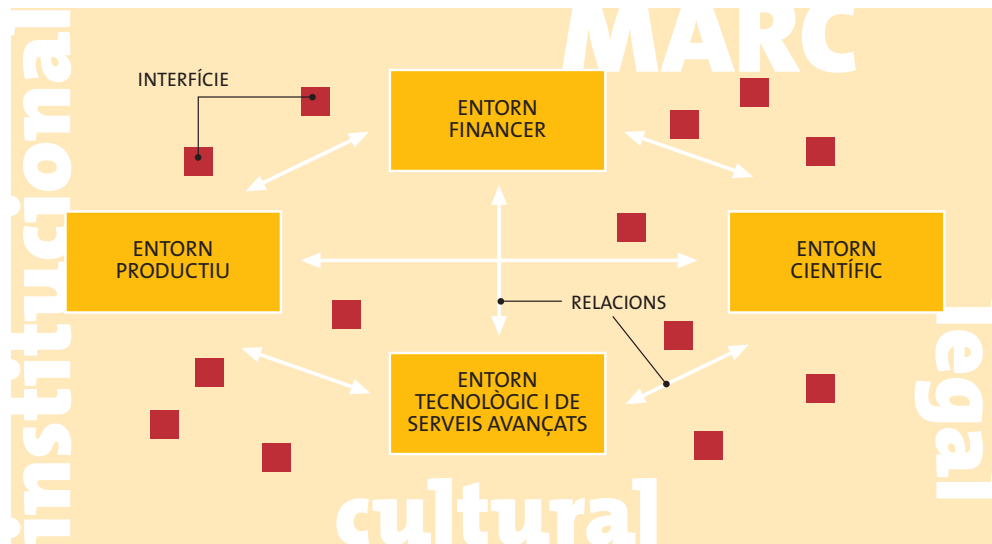 MARC
institucional
INTERFÍCIE
ENTORN
FINANCER
ENTORN
PRODUCTIU
ENTORN
CIENTÍFIC
RELACIONS
legal
ENTORN
TECNOLÒGIC I DE
SERVEIS AVANÇATS
cultural